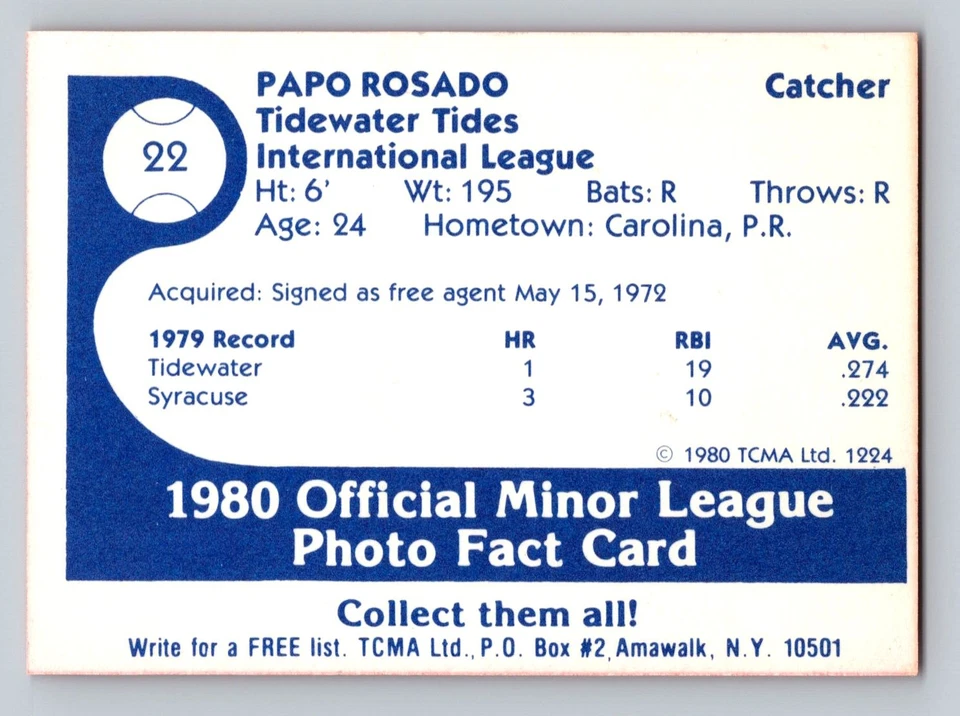 PAPO ROSADO Catcher
22 Tidewater Tides
International League
Ht: 6' Wt: 195 Bats: R Throws: R
Age: 24 Hometown: Carolina, P.R.
Acquired: Signed as free agent May 15, 1972
1979 Record HR RBI AVG.
Tidewater 1 19 .274
Syracuse 3 10 .222
© 1980 TCMA Ltd. 1224
1980 Official Minor League
Photo Fact Card
Collect them all!
Write for a FREE list. TCMA Ltd., P.O. Box #2, Amawalk, N.Y. 10501